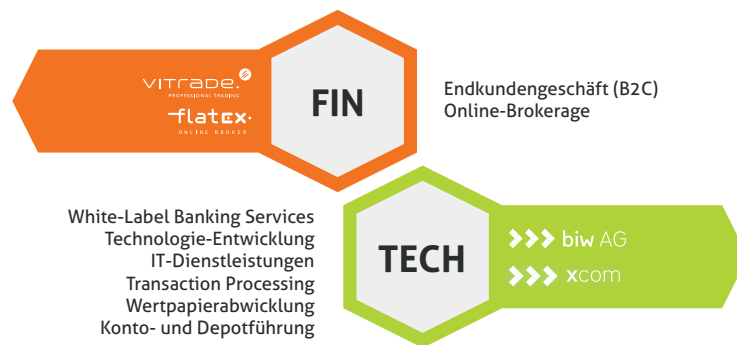 VITraDE.
PROFESSIONAL TRADING
flatex
ONLINE BROKER
FIN
Endkundengeschäft (B2C)
Online-Brokerage
White-Label Banking Services
Technologie-Entwicklung
IT-Dienstleistungen
Transaction Processing
Wertpapierabwicklung
Konto- und Depotführung
TECH
biw AG
xcom